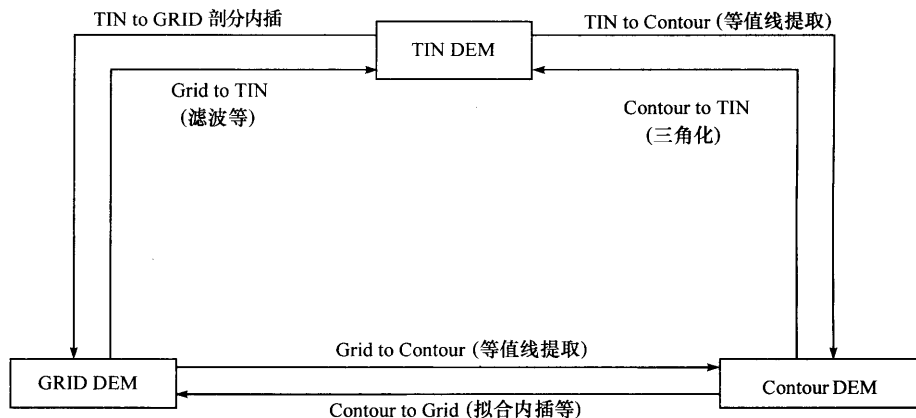 TIN to GRID 剖分内插
TIN to Contour (等值线提取)
TIN DEM
Grid to TIN
(滤波等)
Contour to TIN
(三角化)
Grid to Contour (等值线提取)
GRID DEM
Contour DEM
Contour to Grid (拟合内插等)